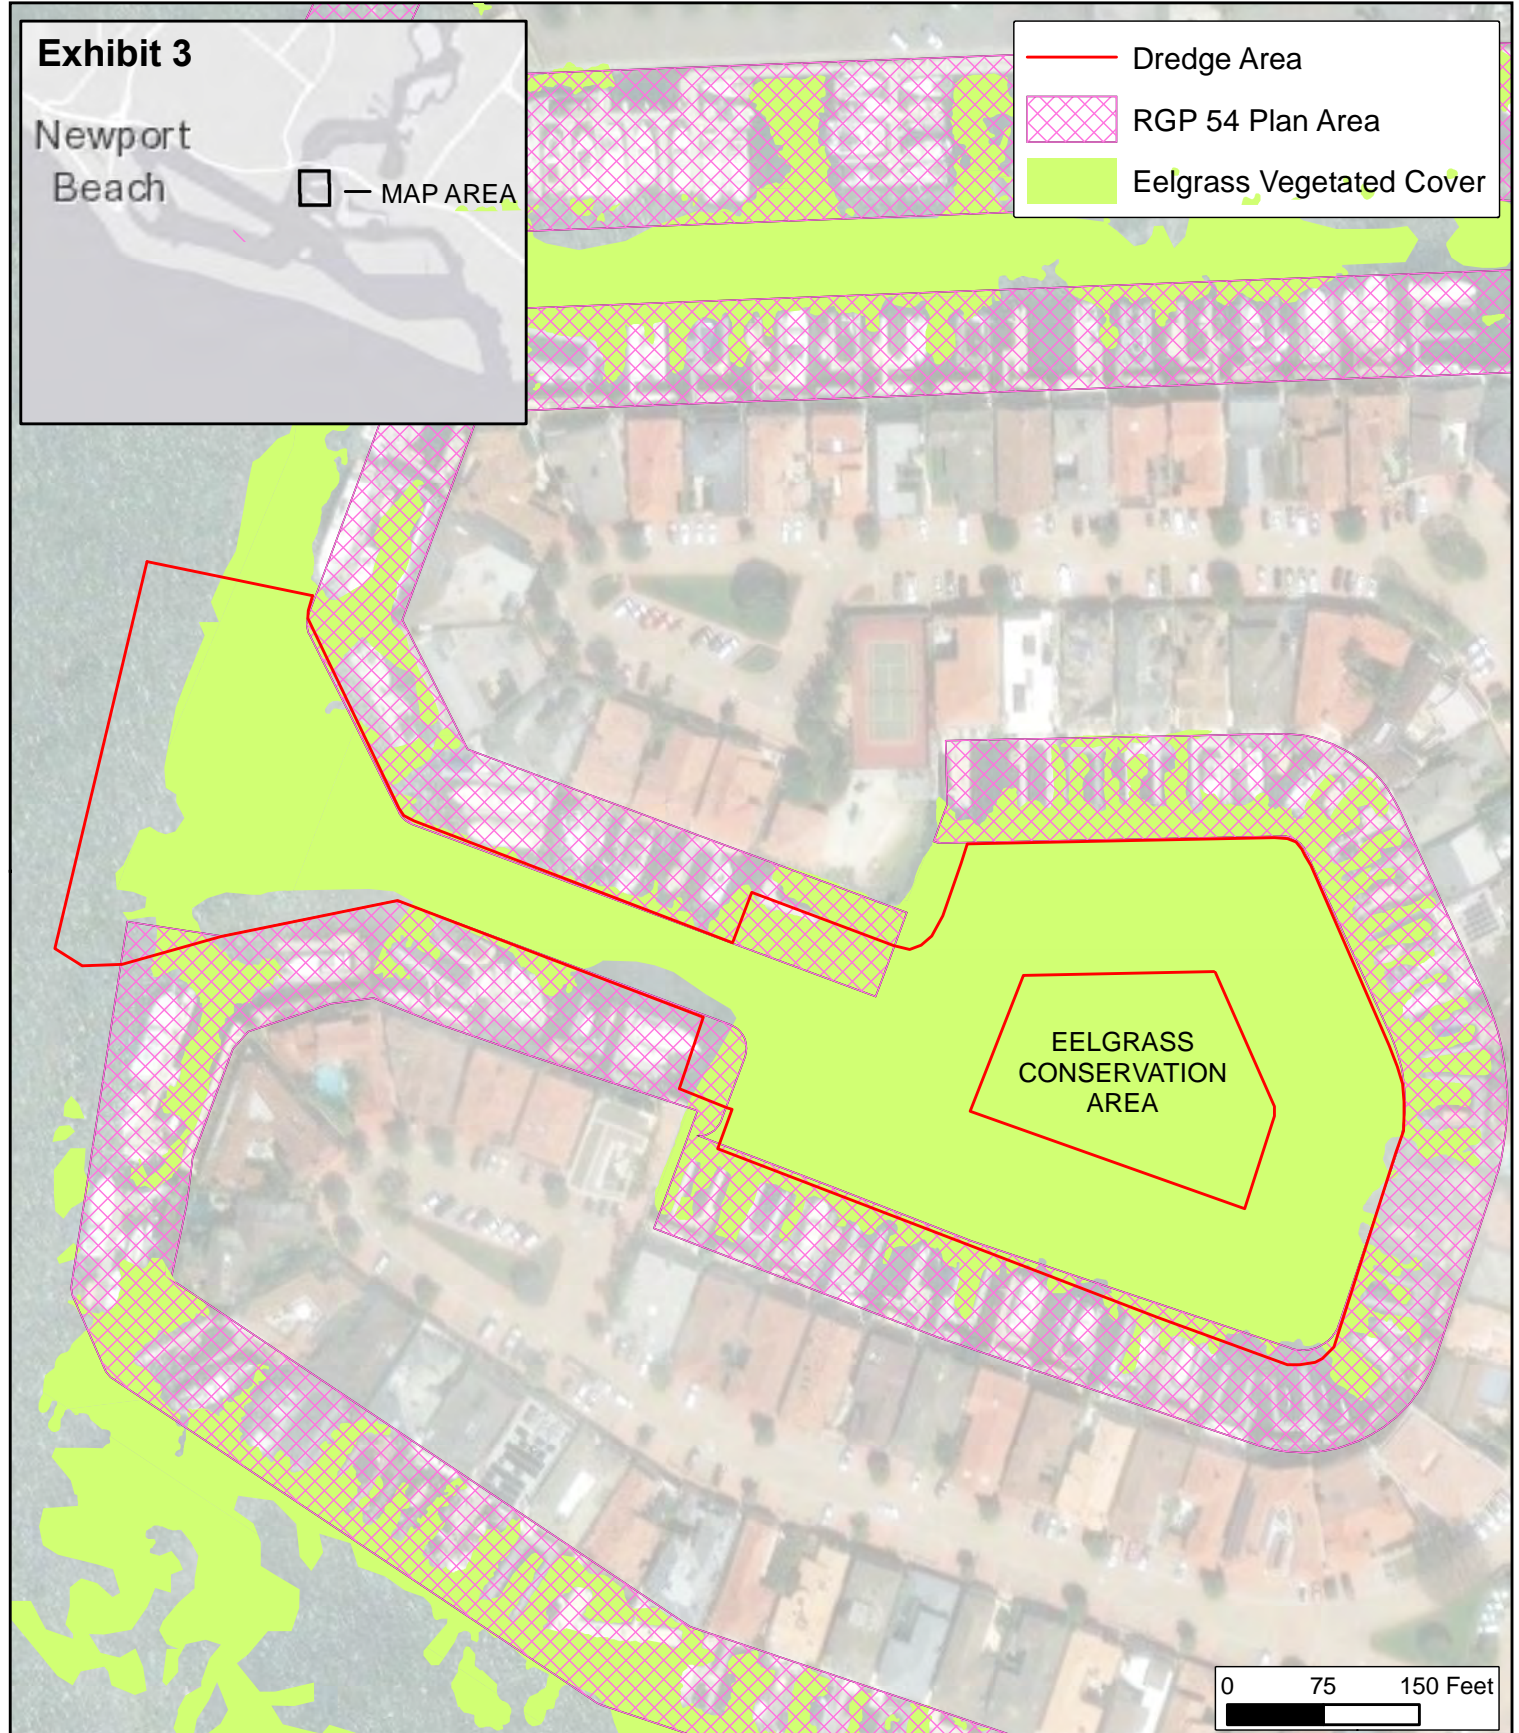 Exhibit 3
Newport
Beach
MAP AREA
Dredge Area
RGP 54 Plan Area
Eelgrass Vegetated Cover
EELGRASS
CONSERVATION
AREA
0 75 150 Feet